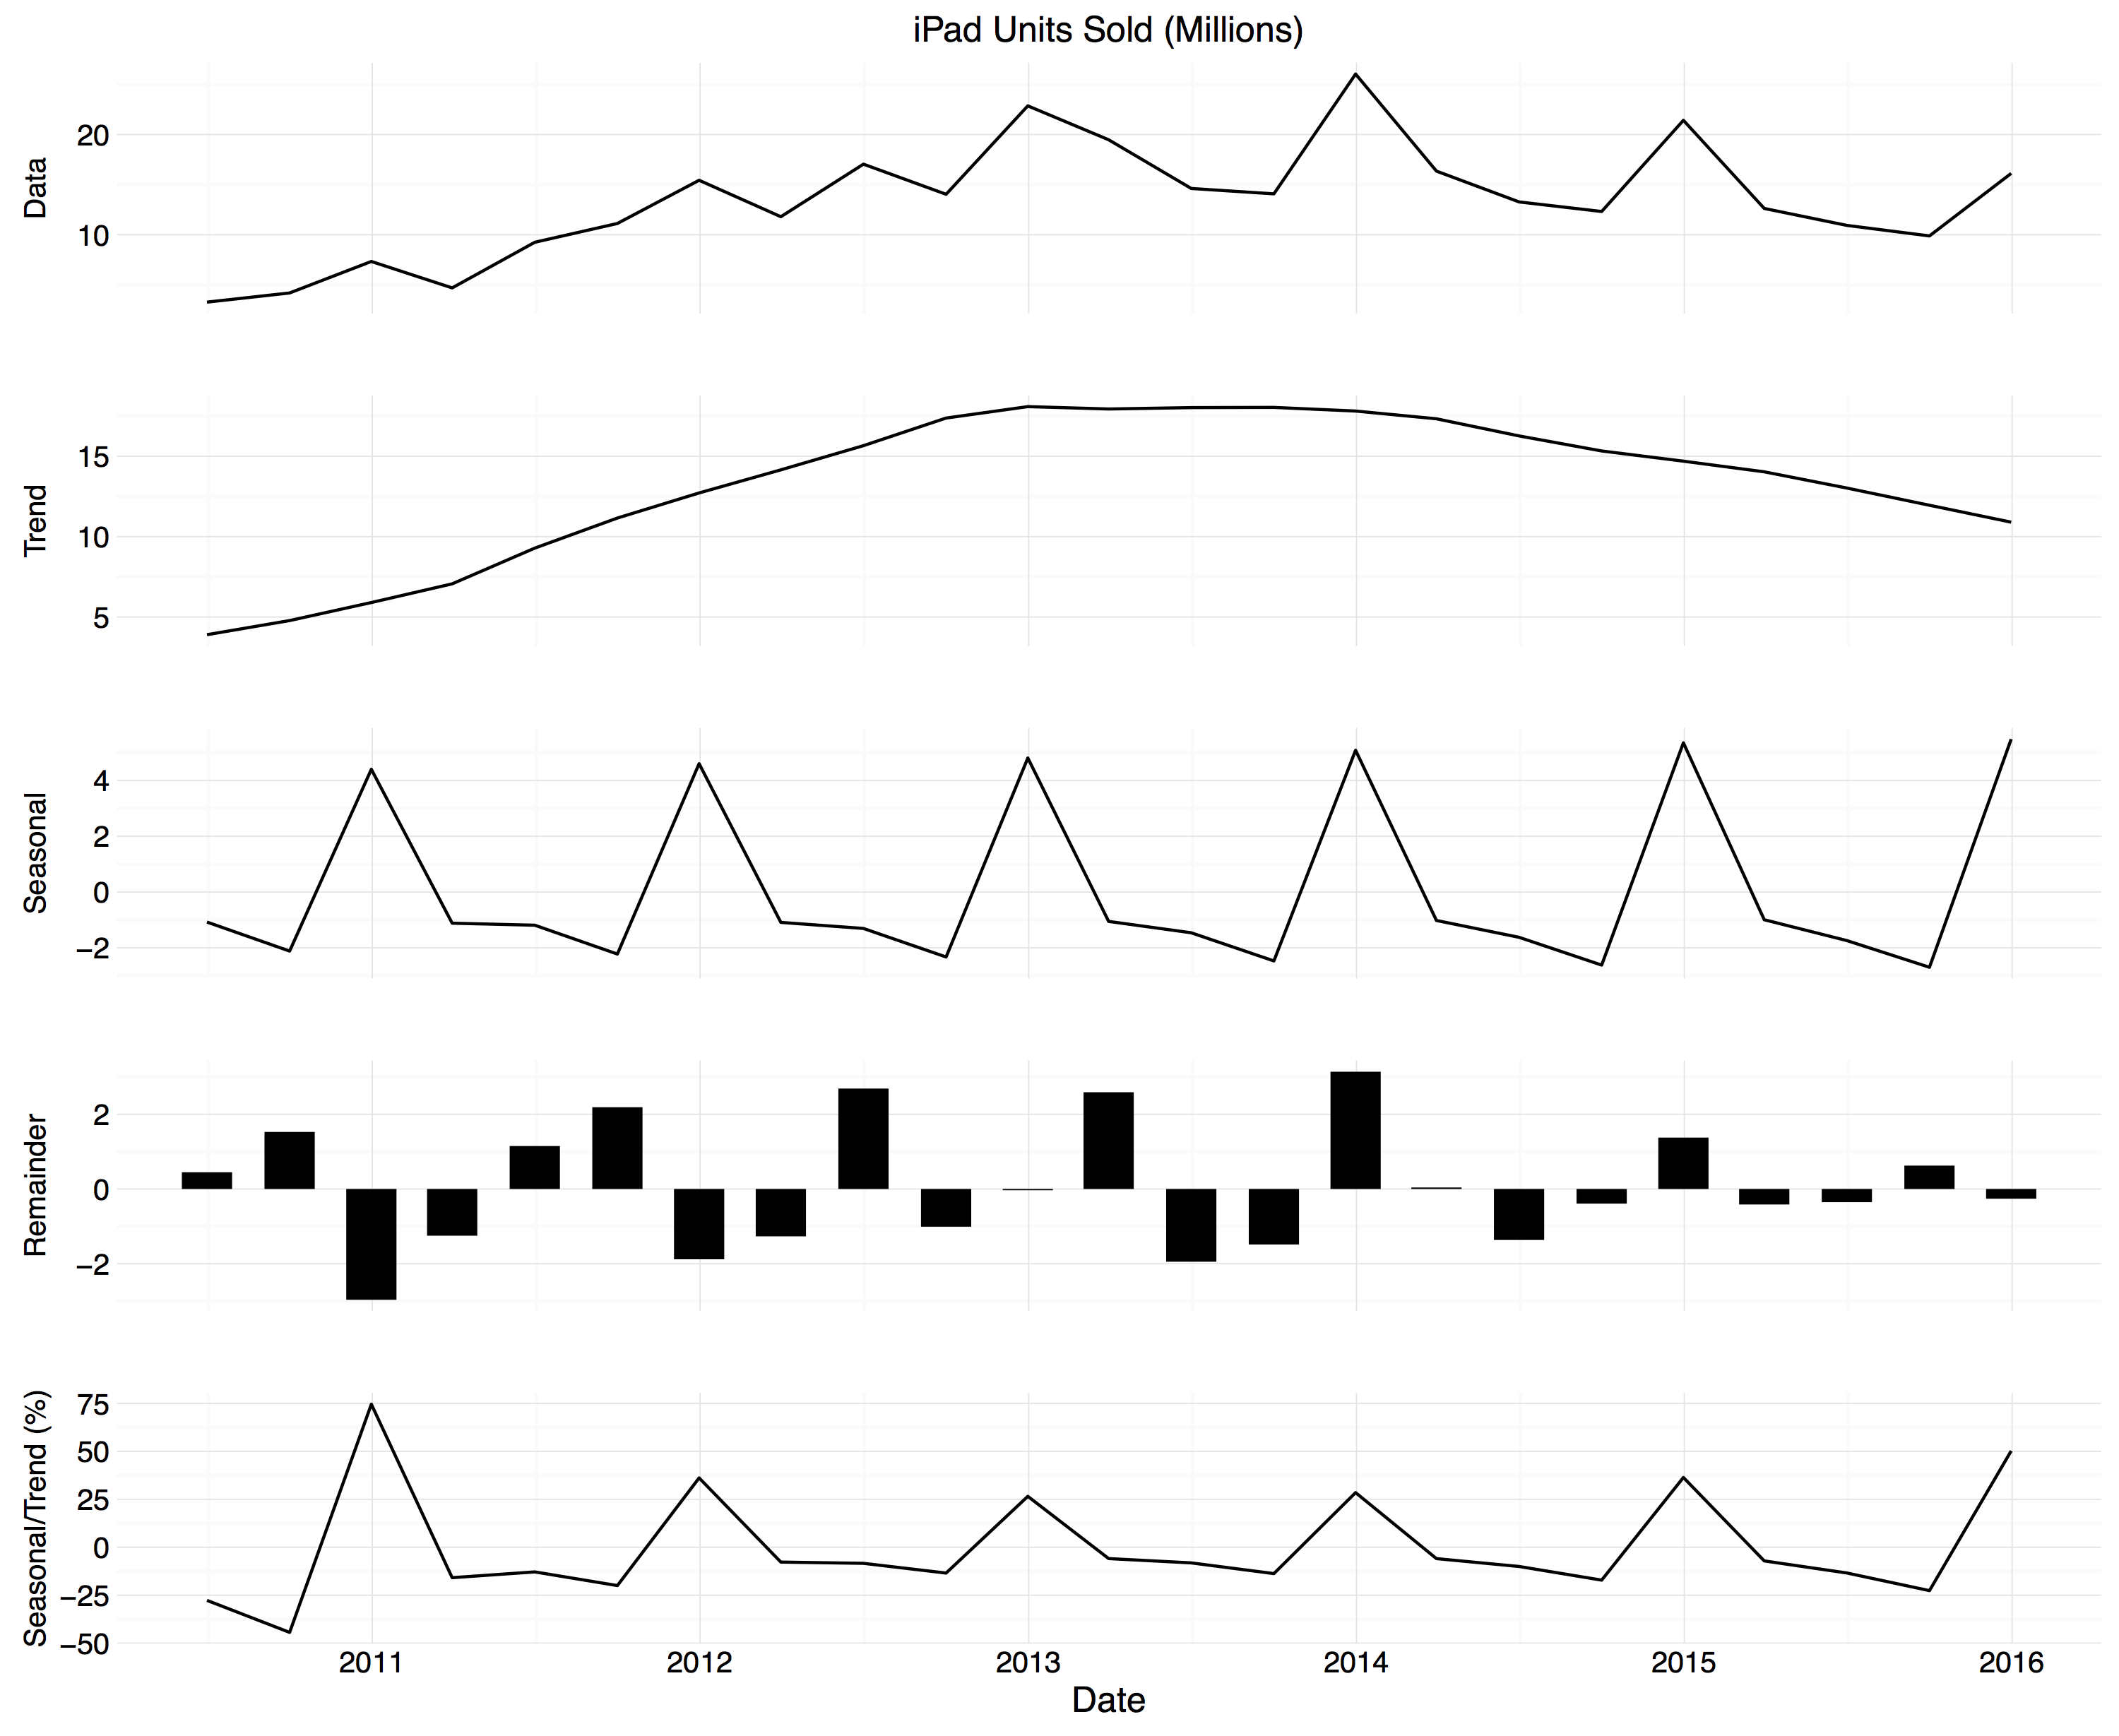 iPad Units Sold (Millions)
Data
20
10
Trend
15
10
5
Seasonal
4
2
0
−2
Remainder
2
0
−2
Seasonal/Trend (%)
75
50
25
0
−25
−50
2011 2012 2013 2014 2015 2016
Date